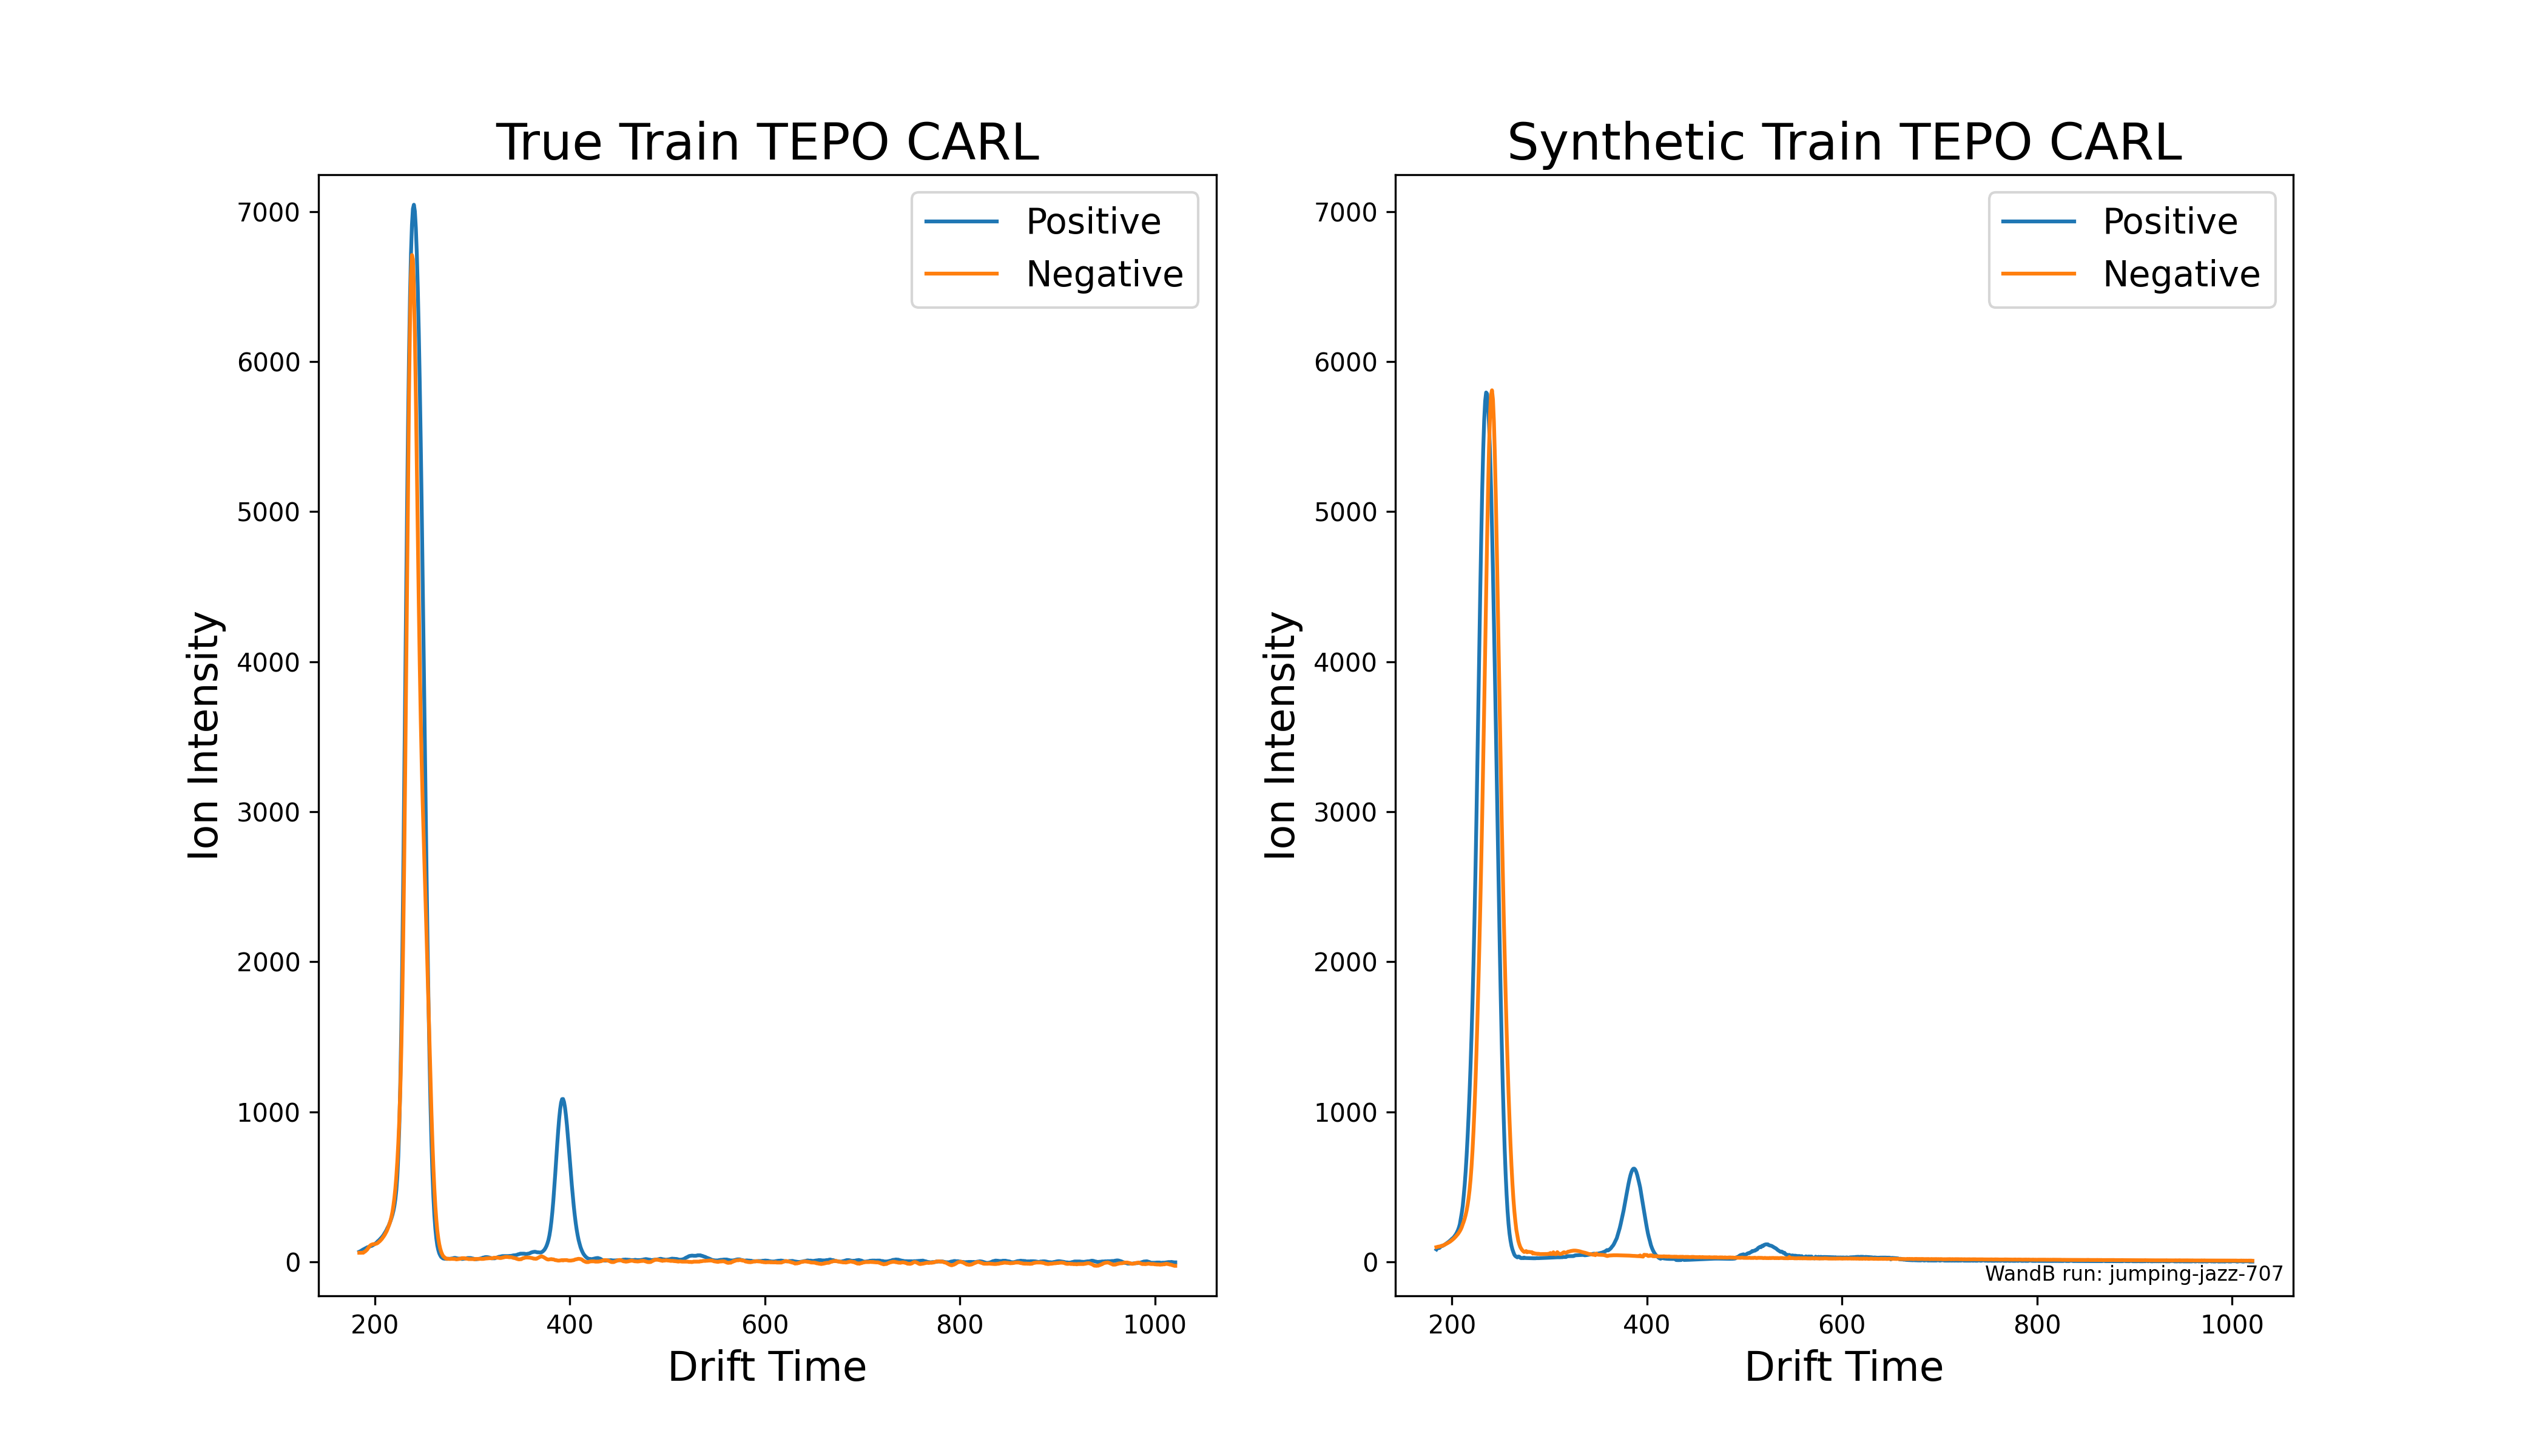 True Train TEPO CARL
Positive
Negative
7000
6000
5000
4000
3000
2000
1000
0
Ion Intensity
200 400 600 800 1000
Drift Time
Synthetic Train TEPO CARL
Positive
Negative
7000
6000
5000
4000
3000
2000
1000
0
Ion Intensity
WandB run: jumping-jazz-707
200 400 600 800 1000
Drift Time